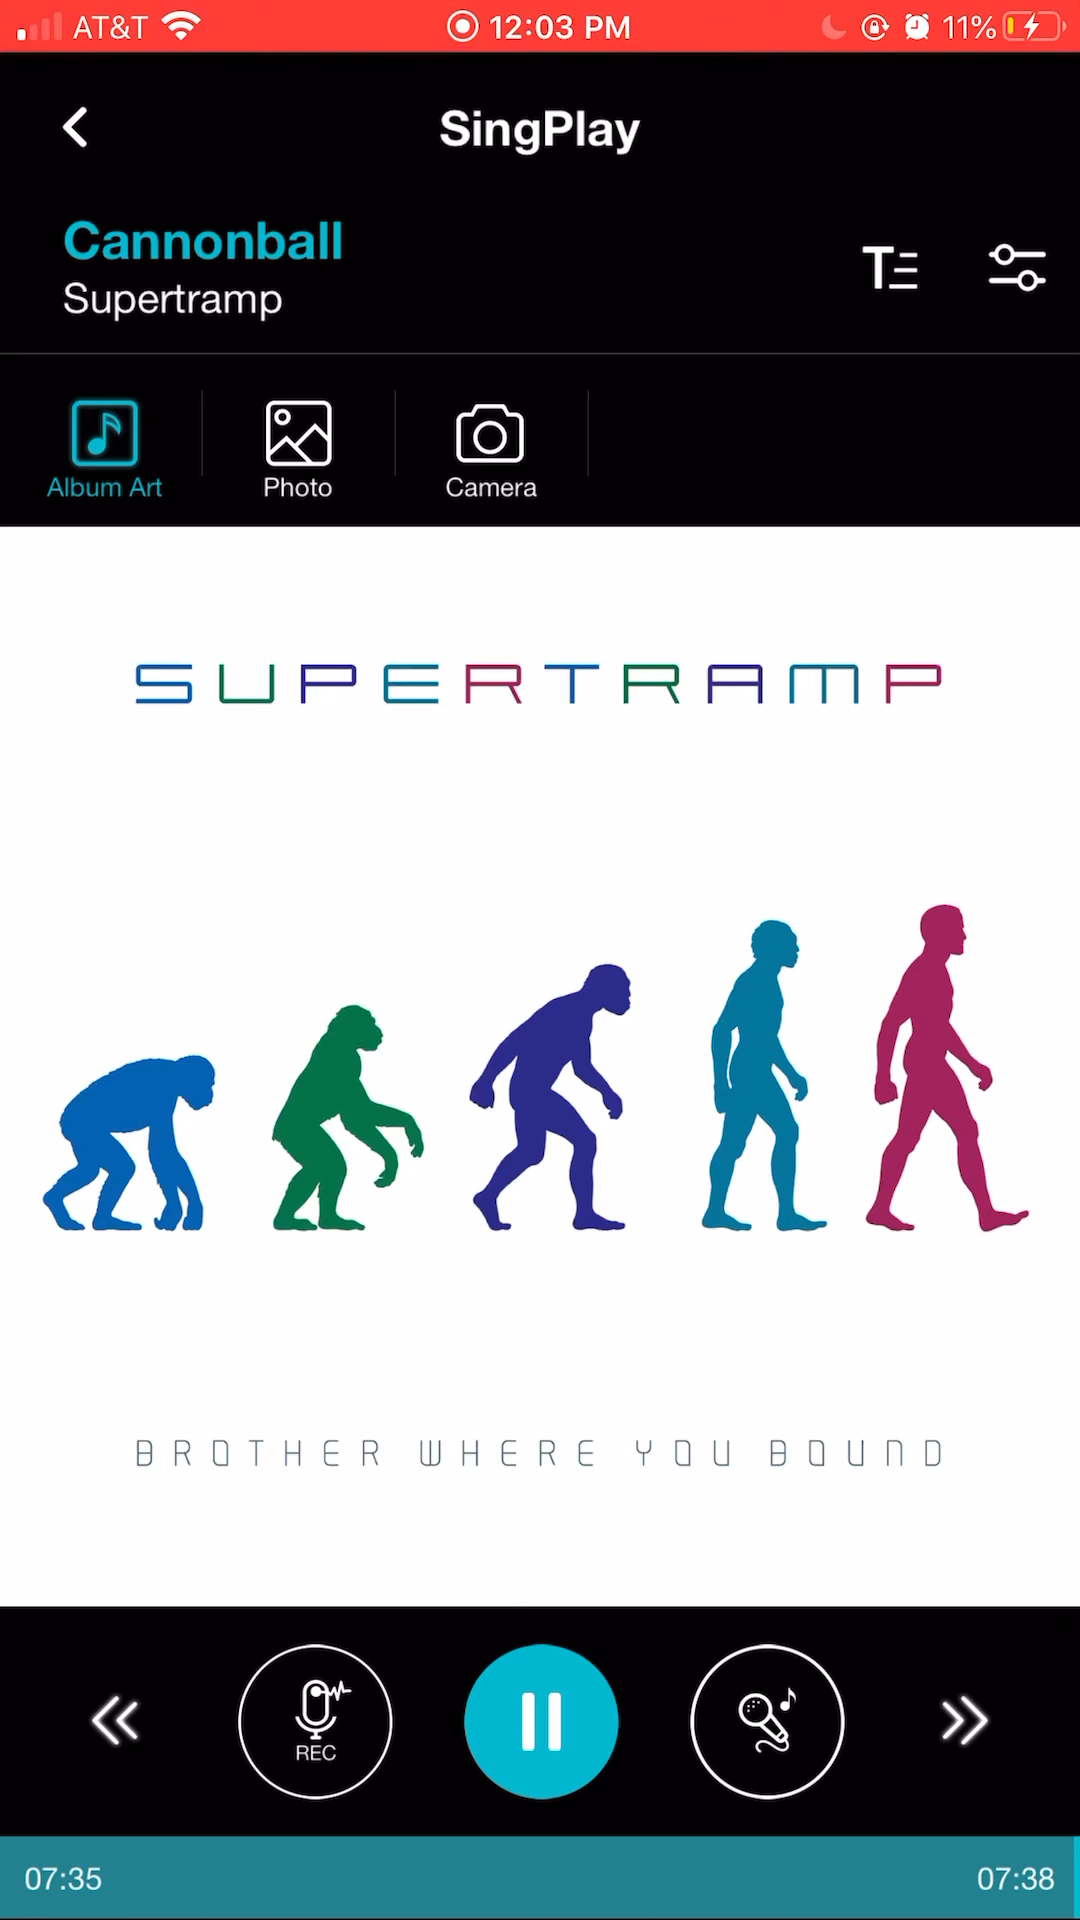 AT&T 12:03 PM 11%
SingPlay
Cannonball
Supertramp
T
Album Art Photo Camera
SUPERTRAMP
BROTHER WHERE YOU BOUND
REC
07:35 07:38